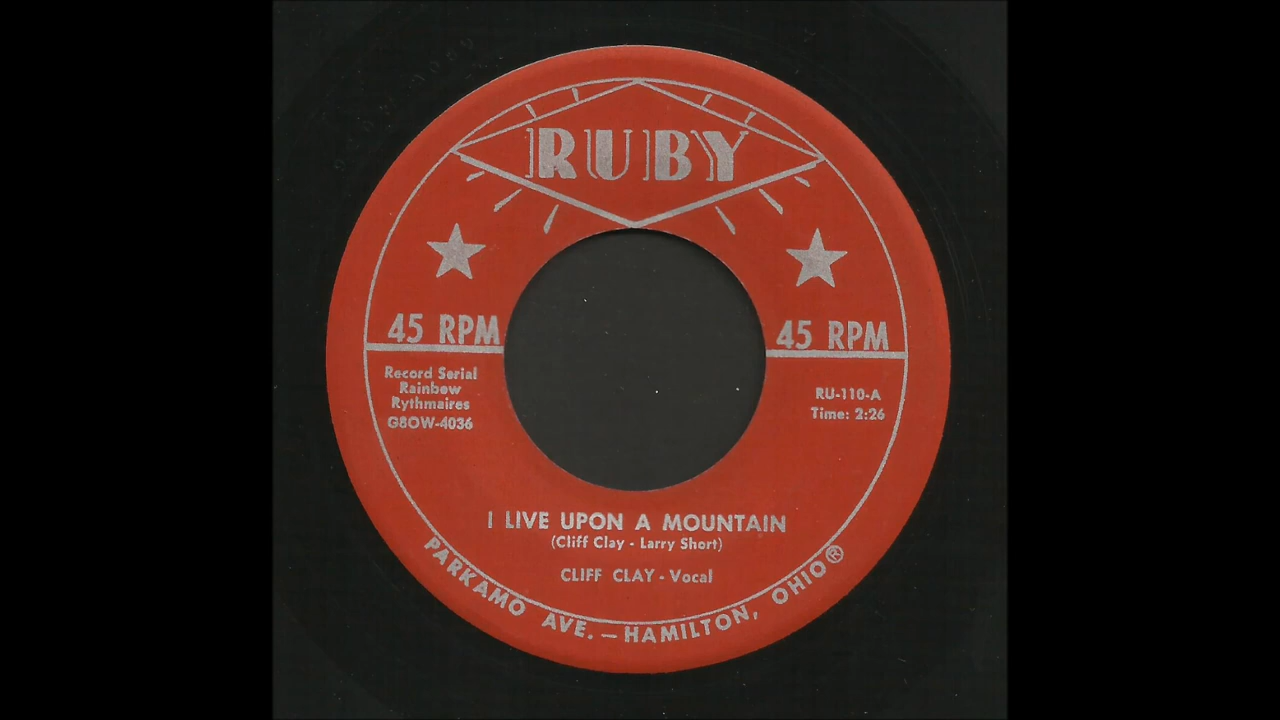 RUBY
45 RPM
45 RPM
Record Serial
Rainbow
Rythmaires
G8OW-4036
RU-110-A
Time: 2:26
I LIVE UPON A MOUNTAIN
(Cliff Clay - Larry Short)
CLIFF CLAY - Vocal
PARKAMO AVE. — HAMILTON, OHIO®